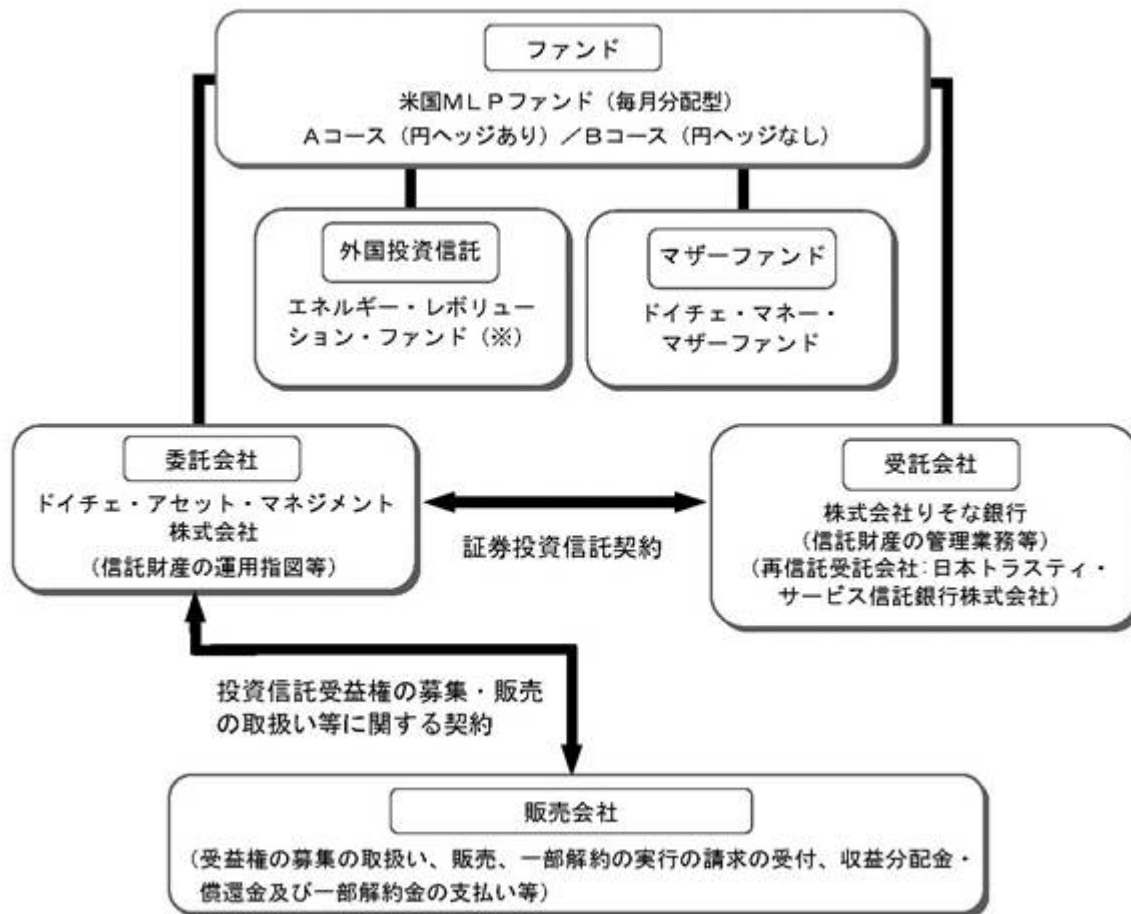 ファンド
米国MLPファンド（毎月分配型）
Aコース（円ヘッジあり）／Bコース（円ヘッジなし）
外国投資信託
エネルギー・レボリュー
ション・ファンド（※）
マザーファンド
ドイチェ・マネー・
マザーファンド
委託会社
ドイチェ・アセット・マネジメント
株式会社
（信託財産の運用指図等）
証券投資信託契約
受託会社
株式会社りそな銀行
（信託財産の管理業務等）
（再信託受託会社：日本トラスティ・
サービス信託銀行株式会社）
投資信託受益権の募集・販売
の取扱い等に関する契約
販売会社
（受益権の募集の取扱い、販売、一部解約の実行の請求の受付、収益分配金・
償還金及び一部解約金の支払い等）